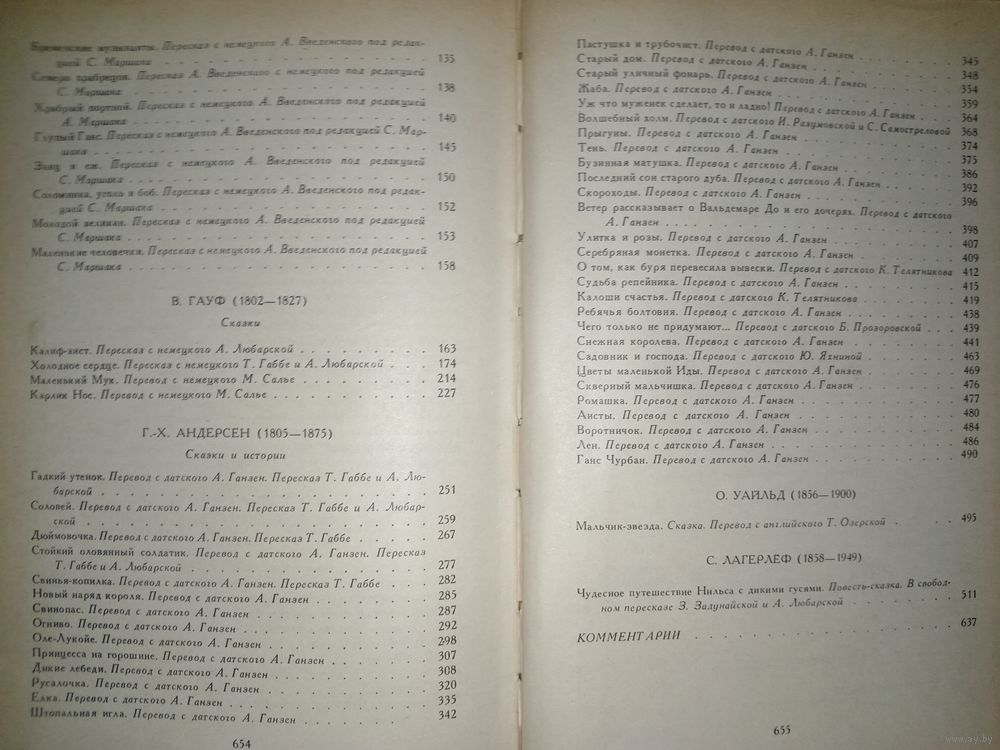 Бременские музыканты. Пересказ с немецкого А. Введенского под редак-
цией С. Маршака . . . . . . . . . . 135
Семеро храбрецов. Пересказ с немецкого А. Введенского под редакцией
С. Маршака . . . . . . . . . . 138
Храбрый портной. Пересказ с немецкого А. Введенского под редакцией
А. Маршака . . . . . . . . . . 140
Глупый Ганс. Пересказ с немецкого А. Введенского под редакцией С. Мар-
шака . . . . . . . . . . 145
Заяц и еж. Пересказ с немецкого А. Введенского под редакцией
С. Маршака . . . . . . . . . . 150
Соломинка, уголь и боб. Пересказ с немецкого А. Введенского под редак-
цией С. Маршака . . . . . . . . . . 152
Молодой великан. Пересказ с немецкого А. Введенского под редакцией
С. Маршака . . . . . . . . . . 153
Маленькие человечки. Пересказ с немецкого А. Введенского под редакцией
С. Маршака . . . . . . . . . . 158
В. ГАУФ (1802—1827)
Сказки
Калиф-аист. Пересказ с немецкого А. Любарской . . . . . . . 163
Холодное сердце. Пересказ с немецкого Т. Габбе и А. Любарской . . . 174
Маленький Мук. Перевод с немецкого М. Салье . . . . . . . 214
Карлик Нос. Перевод с немецкого М. Салье . . . . . . . . 227
Г.-Х. АНДЕРСЕН (1805—1875)
Сказки и истории
Гадкий утенок. Перевод с датского А. Ганзен. Пересказ Т. Габбе и А. Лю-
барской . . . . . . . . . . 251
Соловей. Перевод с датского А. Ганзен. Пересказ Т. Габбе и А. Любар-
ской . . . . . . . . . . 259
Дюймовочка. Перевод с датского А. Ганзен. Пересказ Т. Габбе . . . . . 267
Стойкий оловянный солдатик. Перевод с датского А. Ганзен. Пересказ
Т. Габбе и А. Любарской . . . . . . . . . . 277
Свинья-копилка. Перевод с датского А. Ганзен. Пересказ Т. Габбе . . . 282
Новый наряд короля. Перевод с датского А. Ганзен . . . . . . 285
Свинопас. Перевод с датского А. Ганзен . . . . . . . . 287
Огниво. Перевод с датского А. Ганзен . . . . . . . . 292
Оле-Лукойе. Перевод с датского А. Ганзен . . . . . . . . 298
Принцесса на горошине. Перевод с датского А. Ганзен . . . . . . 307
Дикие лебеди. Перевод с датского А. Ганзен . . . . . . . 308
Русалочка. Перевод с датского А. Ганзен . . . . . . . . 320
Елка. Перевод с датского А. Ганзен . . . . . . . . . 335
Штопальная игла. Перевод с датского А. Ганзен . . . . . . 342
654
Пастушка и трубочист. Перевод с датского А. Ганзен . . . . . . 345
Старый дом. Перевод с датского А. Ганзен . . . . . . . . 348
Старый уличный фонарь. Перевод с датского А. Ганзен . . . . . . 354
Жаба. Перевод с датского А. Ганзен . . . . . . . . 359
Уж что муженек сделает, то и ладно! Перевод с датского А. Ганзен . . . 364
Волшебный холм. Перевод с датского И. Разумовской и С. Самостреловой 368
Прыгуны. Перевод с датского А. Ганзен . . . . . . . . 374
Тень. Перевод с датского А. Ганзен . . . . . . . . 375
Бузинная матушка. Перевод с датского А. Ганзен . . . . . . . 386
Последний сон старого дуба. Перевод с датского А. Ганзен . . . . . 392
Скороходы. Перевод с датского А. Ганзен . . . . . . . . 396
Ветер рассказывает о Вальдемаре До и его дочерях. Перевод с датского
А. Ганзен . . . . . . . . . . 398
Улитка и розы. Перевод с датского А. Ганзен . . . . . . . 407
Серебряная монетка. Перевод с датского А. Ганзен . . . . . . 409
О том, как буря перевесила вывески. Перевод с датского К. Телятникова 412
Судьба репейника. Перевод с датского А. Ганзен . . . . . . . 415
Калоши счастья. Перевод с датского К. Телятникова . . . . . . 419
Ребячья болтовня. Перевод с датского А. Ганзен . . . . . . . 438
Чего только не придумают... Перевод с датского Б. Прозоровской . . . 439
Снежная королева. Перевод с датского А. Ганзен . . . . . . . 441
Садовник и господа. Перевод с датского Ю. Яхниной . . . . . . 463
Цветы маленькой Иды. Перевод с датского А. Ганзен . . . . . . 469
Скверный мальчишка. Перевод с датского А. Ганзен . . . . . . 476
Ромашка. Перевод с датского А. Ганзен . . . . . . . . 477
Аисты. Перевод с датского А. Ганзен . . . . . . . . 480
Воротничок. Перевод с датского А. Ганзен . . . . . . . . 484
Лен. Перевод с датского А. Ганзен . . . . . . . . . 486
Ганс Чурбан. Перевод с датского А. Ганзен . . . . . . . . 490
О. УАЙЛЬД (1856—1900)
Мальчик-звезда. Сказка. Перевод с английского Т. Озерской . . . . 495
С. ЛАГЕРЛЁФ (1858—1949)
Чудесное путешествие Нильса с дикими гусями. Повесть-сказка. В свобод-
ном пересказе З. Задунайской и А. Любарской . . . . . . . 511
КОММЕНТАРИИ . . . . . . . . . . 637
655
www.ay.by